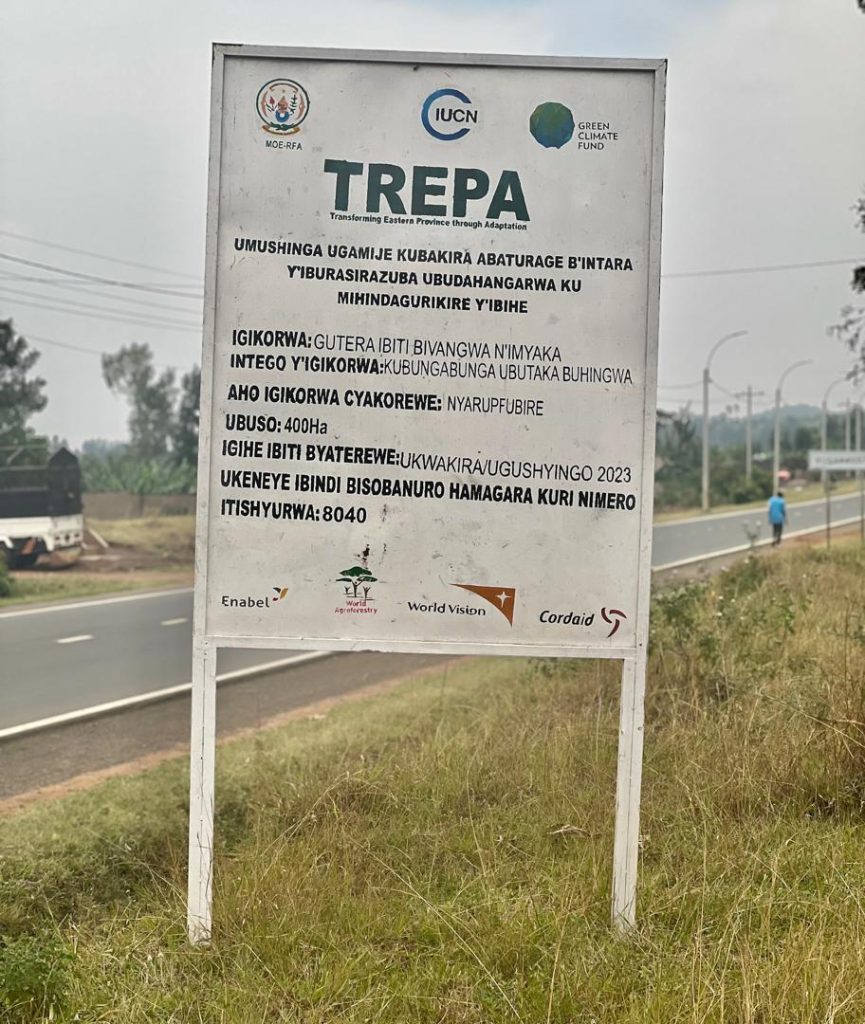 MOE-RFA
IUCN
GREEN
CLIMATE
FUND
TREPA
Transforming Eastern Province through Adaptation
UMUSHINGA UGAMIJE KUBAKIRA ABATURAGE B'INTARA
Y'IBURASIRAZUBA UBUDAHANGARWA KU
MIHINDAGURIKIRE Y'IBIHE
IGIKORWA: GUTERA IBITI BIVANGWA N'IMYAKA
INTEGO Y'IGIKORWA:KUBUNGABUNGA UBUTAKA BUHINGWA
AHO IGIKORWA CYAKOREWE: NYARUPFUBIRE
UBUSO: 400Ha
IGIHE IBITI BYATEREWE:UKWAKIRA/UGUSHYINGO 2023
UKENEYE IBINDI BISOBANURO HAMAGARA KURI NIMERO
ITISHYURWA: 8040
Enabel
World
Agroforestry
World Vision
Cordaid